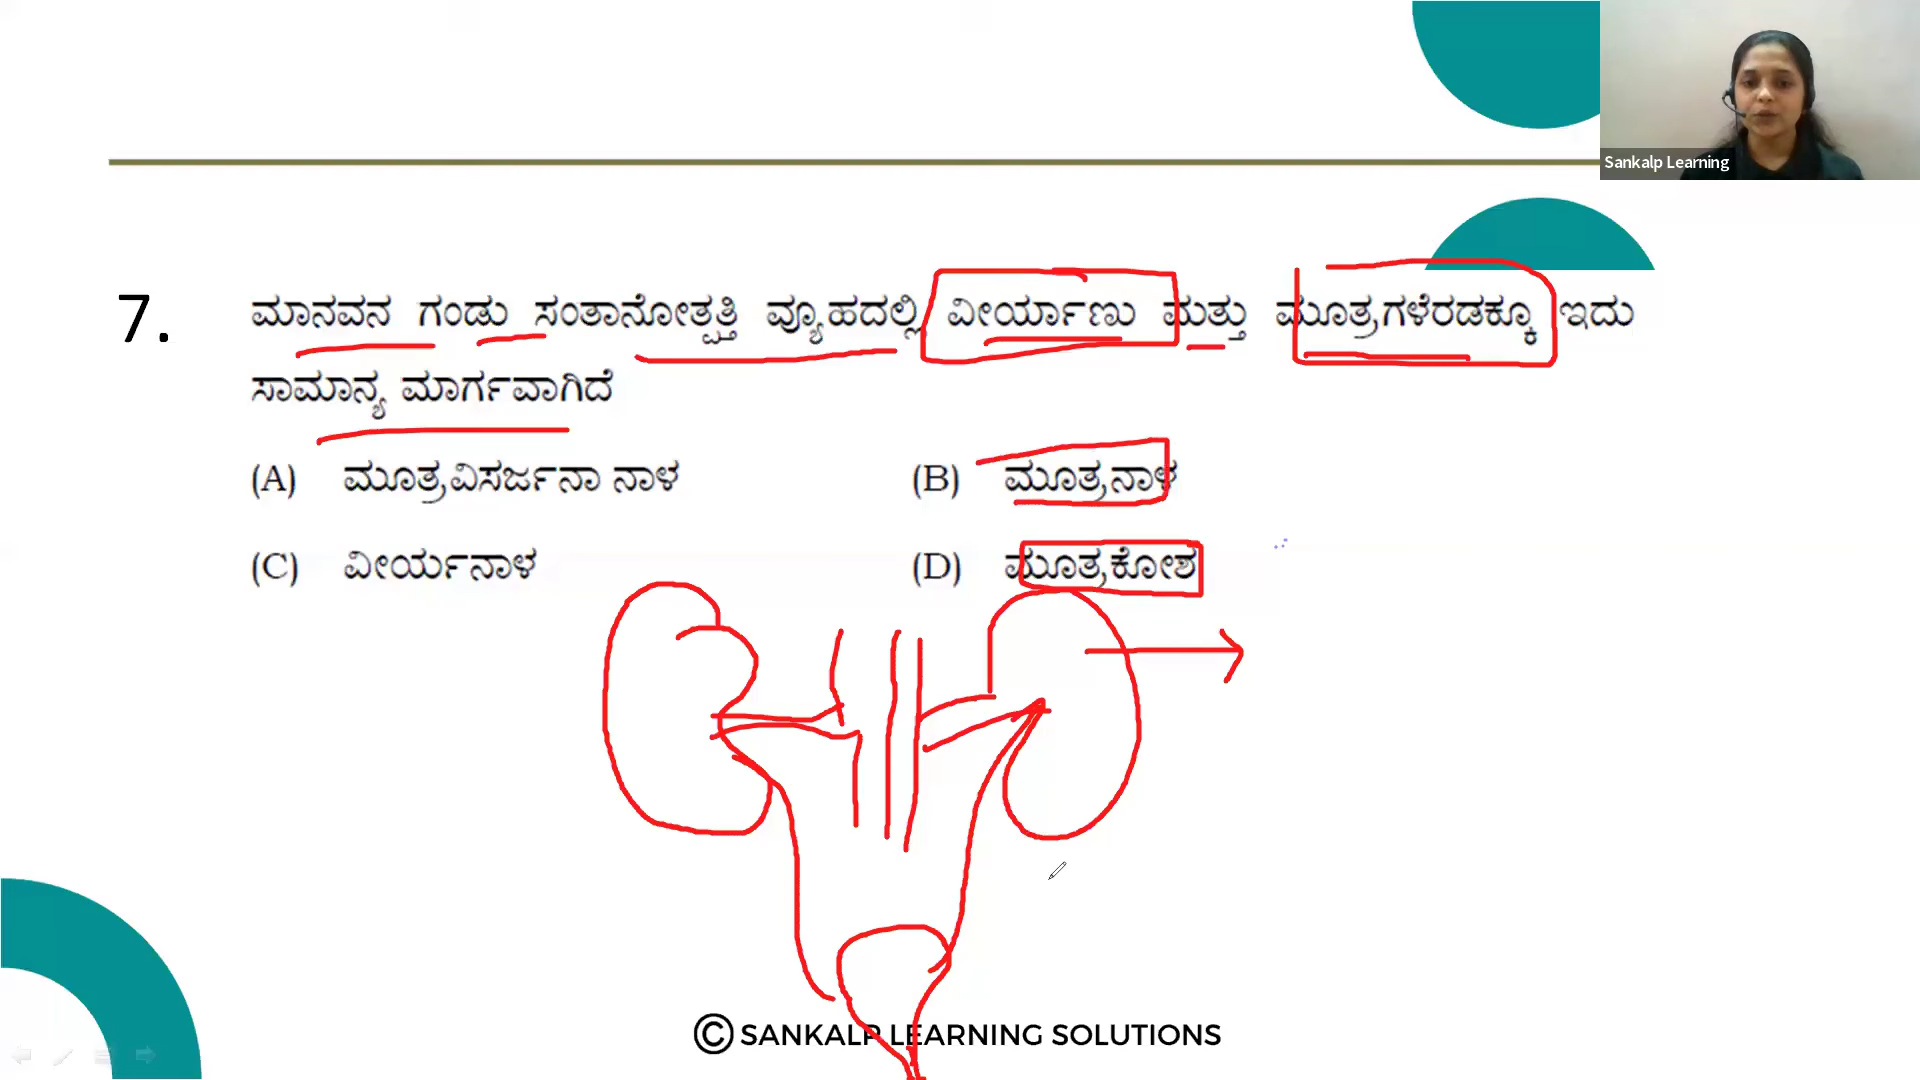 Sankalp Learning
7. ಮಾನವನ ಗಂಡು ಸಂತಾನೋತ್ಪತ್ತಿ ವ್ಯೂಹದಲ್ಲಿ ವೀರ್ಯಾಣು ಮತ್ತು ಮೂತ್ರಗಳೆರಡಕ್ಕೂ ಇದು
ಸಾಮಾನ್ಯ ಮಾರ್ಗವಾಗಿದೆ
(A) ಮೂತ್ರವಿಸರ್ಜನಾ ನಾಳ (B) ಮೂತ್ರನಾಳ
(C) ವೀರ್ಯನಾಳ (D) ಮೂತ್ರಕೋಶ
© SANKALP LEARNING SOLUTIONS